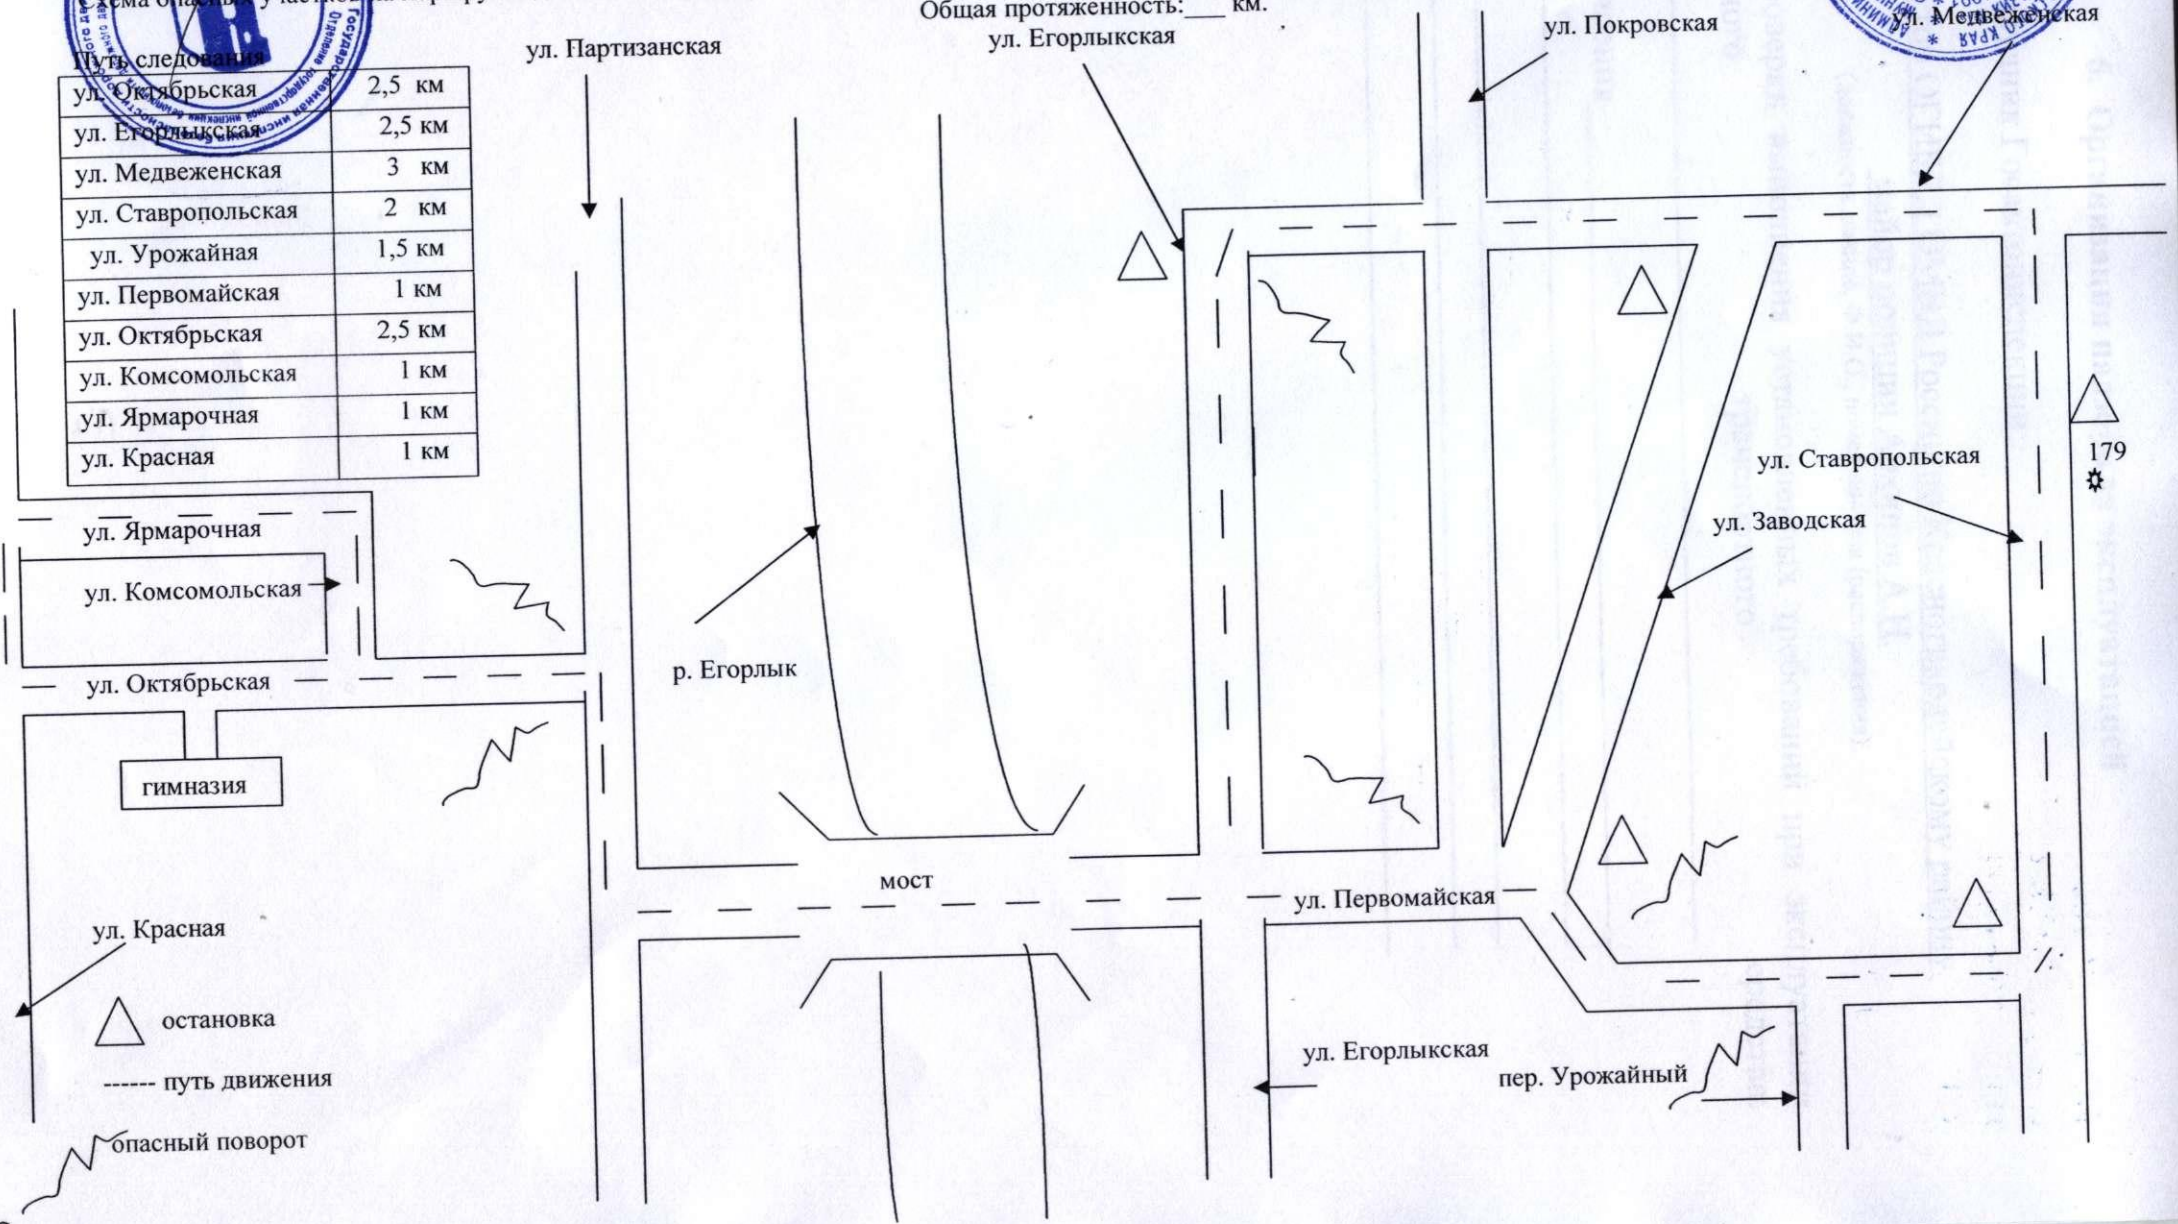 Общая протяженность:___ км.
Путь следования
ул. Октябрьская 2,5 км
ул. Егорлыкская 2,5 км
ул. Медвеженская 3 км
ул. Ставропольская 2 км
ул. Урожайная 1,5 км
ул. Первомайская 1 км
ул. Октябрьская 2,5 км
ул. Комсомольская 1 км
ул. Ярмарочная 1 км
ул. Красная 1 км
ул. Партизанская
ул. Егорлыкская
ул. Покровская
ул. Медвеженская
179
ул. Ставропольская
ул. Заводская
ул. Ярмарочная
ул. Комсомольская
р. Егорлык
ул. Октябрьская
гимназия
мост
ул. Первомайская
ул. Красная
остановка
ул. Егорлыкская
пер. Урожайный
------ путь движения
опасный поворот